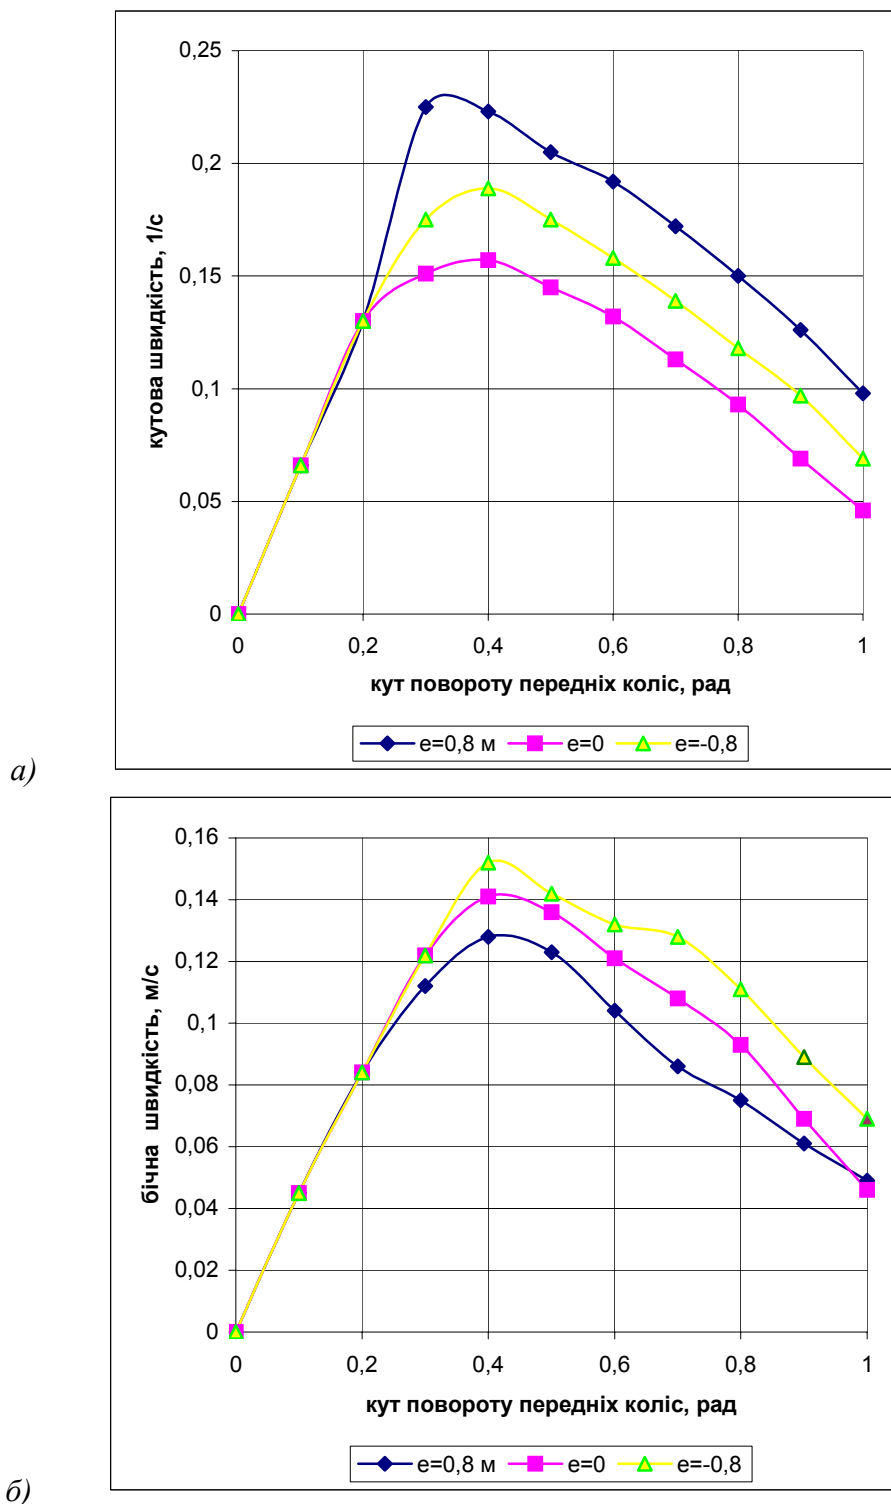 0,25
0,2
0,15
0,1
0,05
0
кутова швидкість, 1/с
0 0,2 0,4 0,6 0,8 1
кут повороту передніх коліс, рад
е=0,8 м е=0 е=-0,8
а)
0,16
0,14
0,12
0,1
0,08
0,06
0,04
0,02
0
бічна швидкість, м/с
0 0,2 0,4 0,6 0,8 1
кут повороту передніх коліс, рад
е=0,8 м е=0 е=-0,8
б)